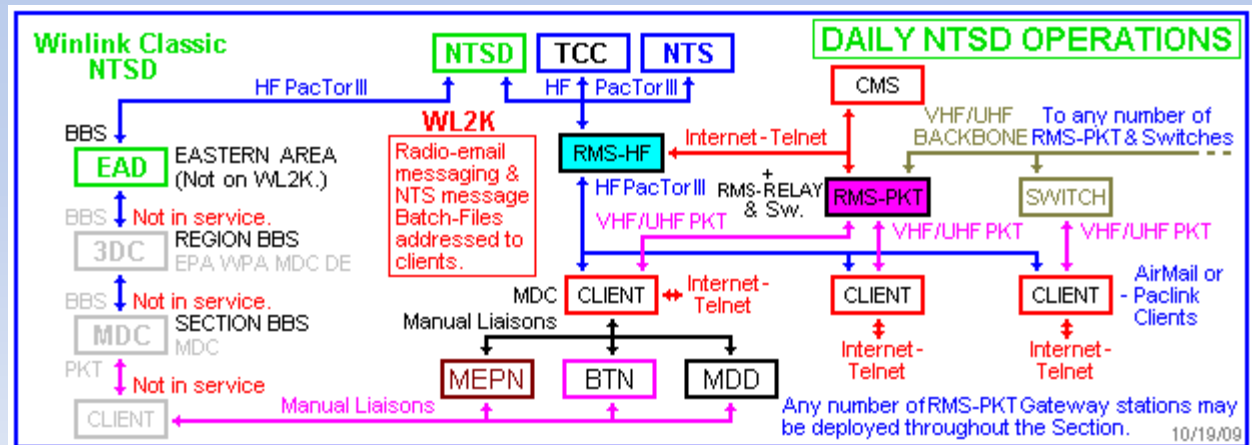 Winlink Classic
NTSD
NTSD
TCC
NTS
DAILY NTSD OPERATIONS
HF PacTor III
HF PacTor III
CMS
VHF/UHF
BACKBONE
To any number of
RMS-PKT & Switches
BBS
EAD
EASTERN AREA
(Not on WL2K.)
WL2K
Radio-email
messaging &
NTS message
Batch-Files
addressed to
clients.
RMS-HF
Internet-Telnet
HF PacTor III
+
RMS-RELAY
& Sw.
RMS-PKT
SWITCH
BBS
Not in service.
3DC
REGION BBS
EPA WPA MDC DE
VHF/UHF PKT
VHF/UHF PKT
VHF/UHF PKT
BBS
Not in service.
MDC
SECTION BBS
MDC
MDC
CLIENT
Internet-
Telnet
CLIENT
CLIENT
AirMail or
- Paclink
Clients
Manual Liaisons
Internet-
Telnet
Internet-
Telnet
PKT
Not in service
MEPN
BTN
MDD
CLIENT
Manual Liaisons
Any number of RMS-PKT Gateway stations may
be deployed throughout the Section.
10/19/09